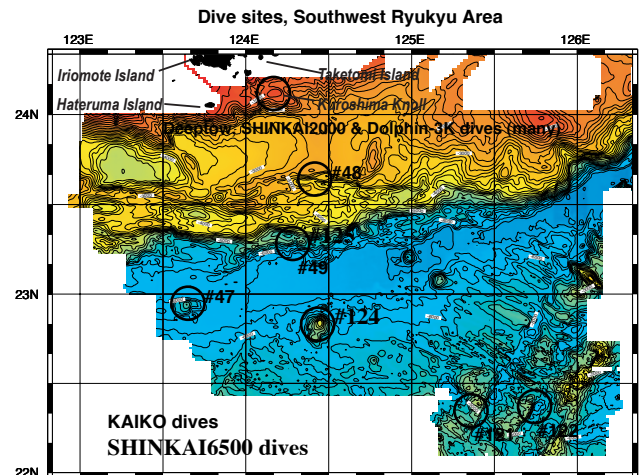 Dive sites, Southwest Ryukyu Area
123E 124E 125E 126E
Iriomote Island
Taketomi Island
Hateruma Island
Kuroshima Knoll
24N
Deeptow, SHINKAI2000 & Dolphin-3K dives (many)
#48
#49
#47
23N
#124
#121
KAIKO dives
SHINKAI6500 dives
22N